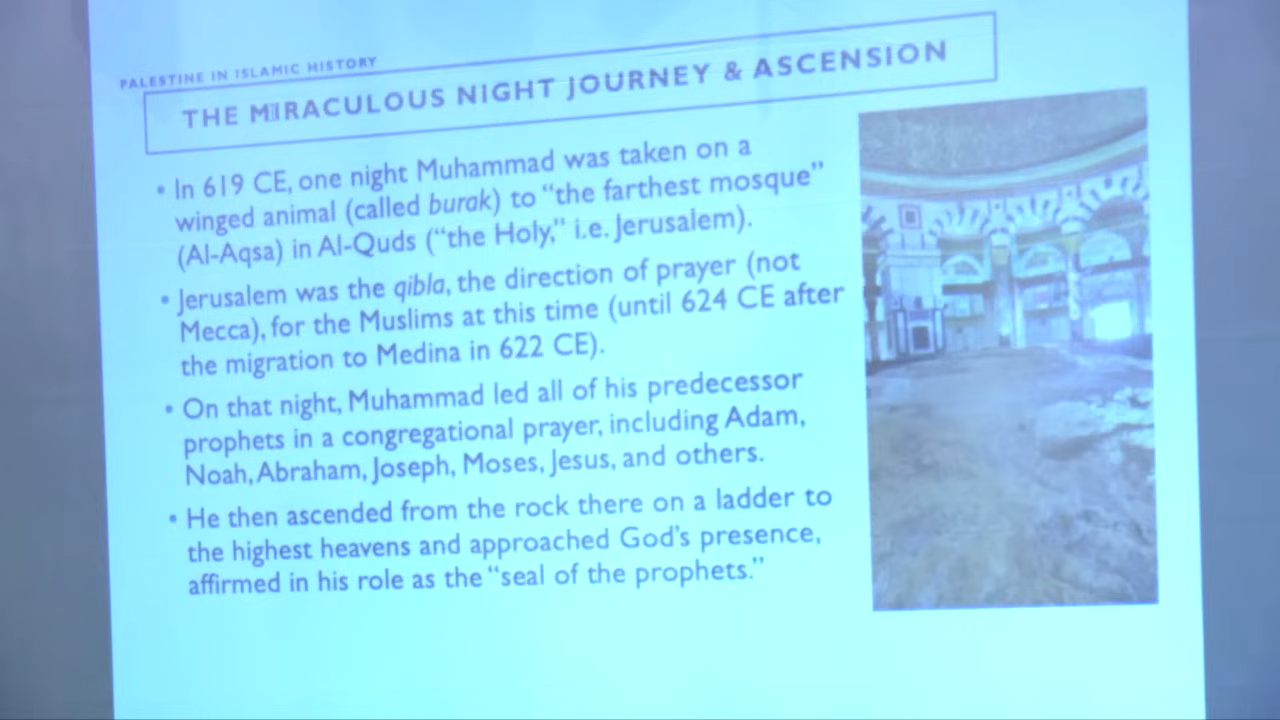 PALESTINE IN ISLAMIC HISTORY
THE MIRACULOUS NIGHT JOURNEY & ASCENSION
• In 619 CE, one night Muhammad was taken on a
winged animal (called burak) to “the farthest mosque”
(Al-Aqsa) in Al-Quds (“the Holy,” i.e. Jerusalem).
• Jerusalem was the qibla, the direction of prayer (not
Mecca), for the Muslims at this time (until 624 CE after
the migration to Medina in 622 CE).
• On that night, Muhammad led all of his predecessor
prophets in a congregational prayer, including Adam,
Noah, Abraham, Joseph, Moses, Jesus, and others.
• He then ascended from the rock there on a ladder to
the highest heavens and approached God’s presence,
affirmed in his role as the “seal of the prophets.”